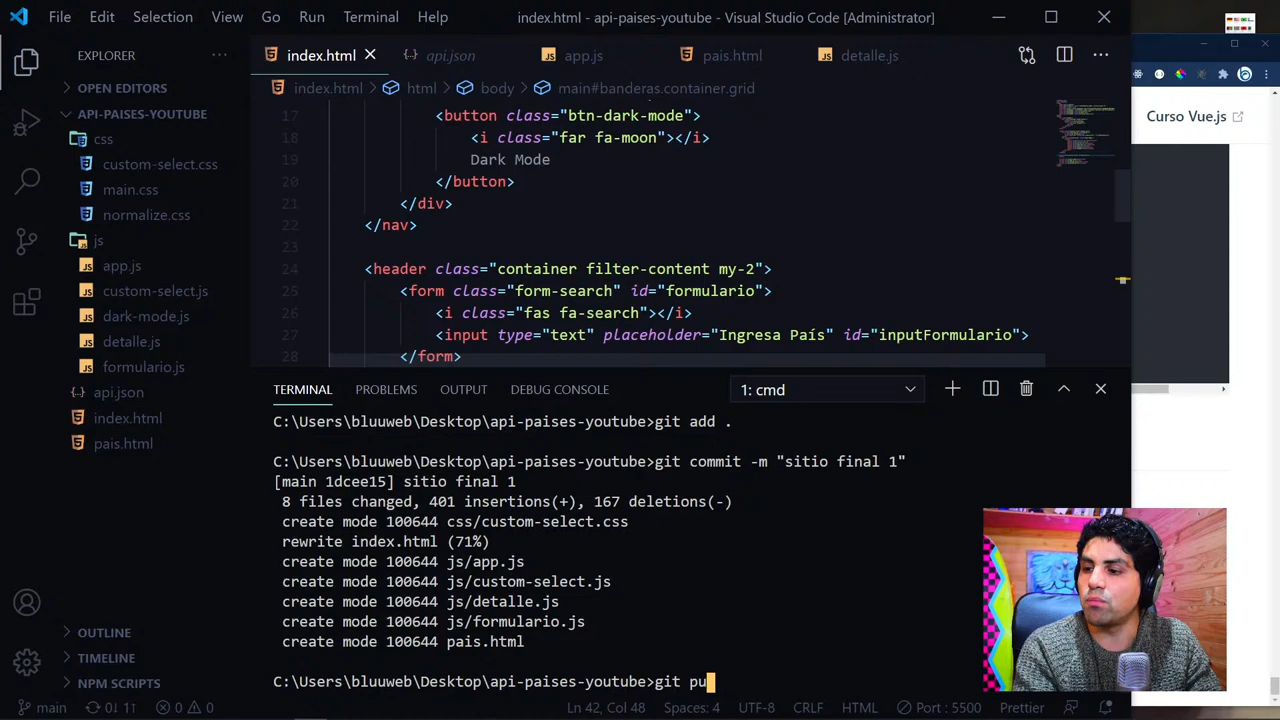 File Edit Selection View Go Run Terminal Help
index.html - api-paises-youtube - Visual Studio Code [Administrator]
EXPLORER
OPEN EDITORS
API-PAISES-YOUTUBE
css
custom-select.css
main.css
normalize.css
js
app.js
custom-select.js
dark-mode.js
detalle.js
formulario.js
api.json
index.html
pais.html
OUTLINE
TIMELINE
NPM SCRIPTS
index.html
api.json
app.js
pais.html
detalle.js
index.html > html > body > main#banderas.container.grid
17 <button class="btn-dark-mode">
18 <i class="far fa-moon"></i>
19 Dark Mode
20 </button>
21 </div>
22 </nav>
23
24 <header class="container filter-content my-2">
25 <form class="form-search" id="formulario">
26 <i class="fas fa-search"></i>
27 <input type="text" placeholder="Ingresa País" id="inputFormulario">
28 </form>
TERMINAL PROBLEMS OUTPUT DEBUG CONSOLE
1: cmd
C:\Users\bluuweb\Desktop\api-paises-youtube>git add .
C:\Users\bluuweb\Desktop\api-paises-youtube>git commit -m "sitio final 1"
[main 1dcee15] sitio final 1
8 files changed, 401 insertions(+), 167 deletions(-)
create mode 100644 css/custom-select.css
rewrite index.html (71%)
create mode 100644 js/app.js
create mode 100644 js/custom-select.js
create mode 100644 js/detalle.js
create mode 100644 js/formulario.js
create mode 100644 pais.html
C:\Users\bluuweb\Desktop\api-paises-youtube>git pu
main 0↓ 1↑ 0 0
Ln 42, Col 48 Spaces: 4 UTF-8 CRLF HTML Port : 5500 Prettier
Curso Vue.js